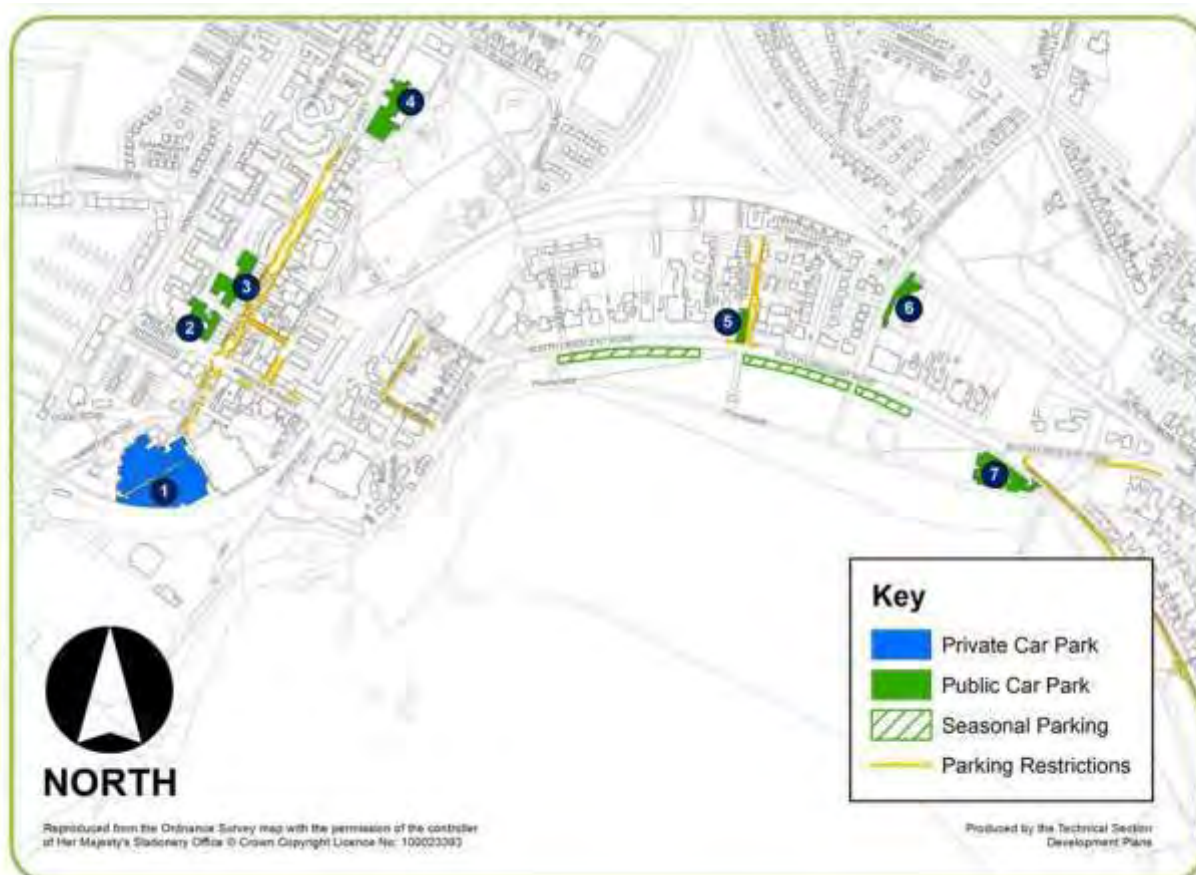 4
3
2
5
6
1
7
Key
Private Car Park
Public Car Park
Seasonal Parking
Parking Restrictions
NORTH
Reproduced from the Ordnance Survey map with the permission of the controller
of Her Majesty's Stationery Office © Crown Copyright Licence No: 100023393
Produced by the Technical Section
Development Plans